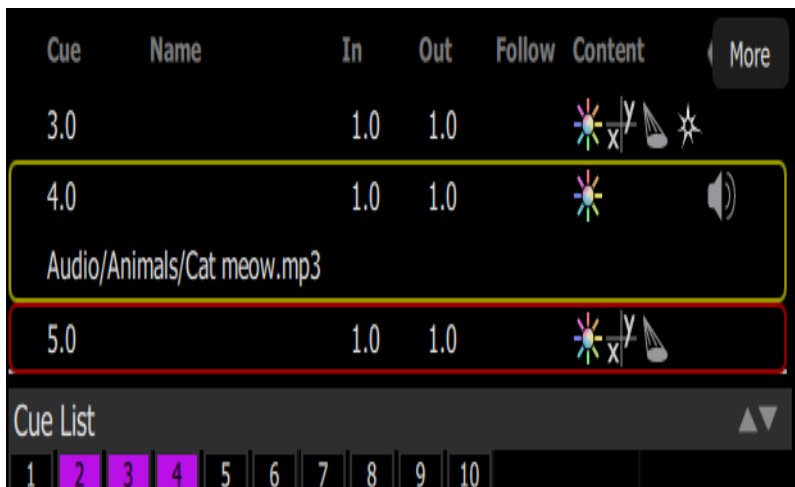 Cue Name In Out Follow Content More
3.0 1.0 1.0 x y
4.0 1.0 1.0
Audio/Animals/Cat meow.mp3
5.0 1.0 1.0 x y
Cue List
1 2 3 4 5 6 7 8 9 10